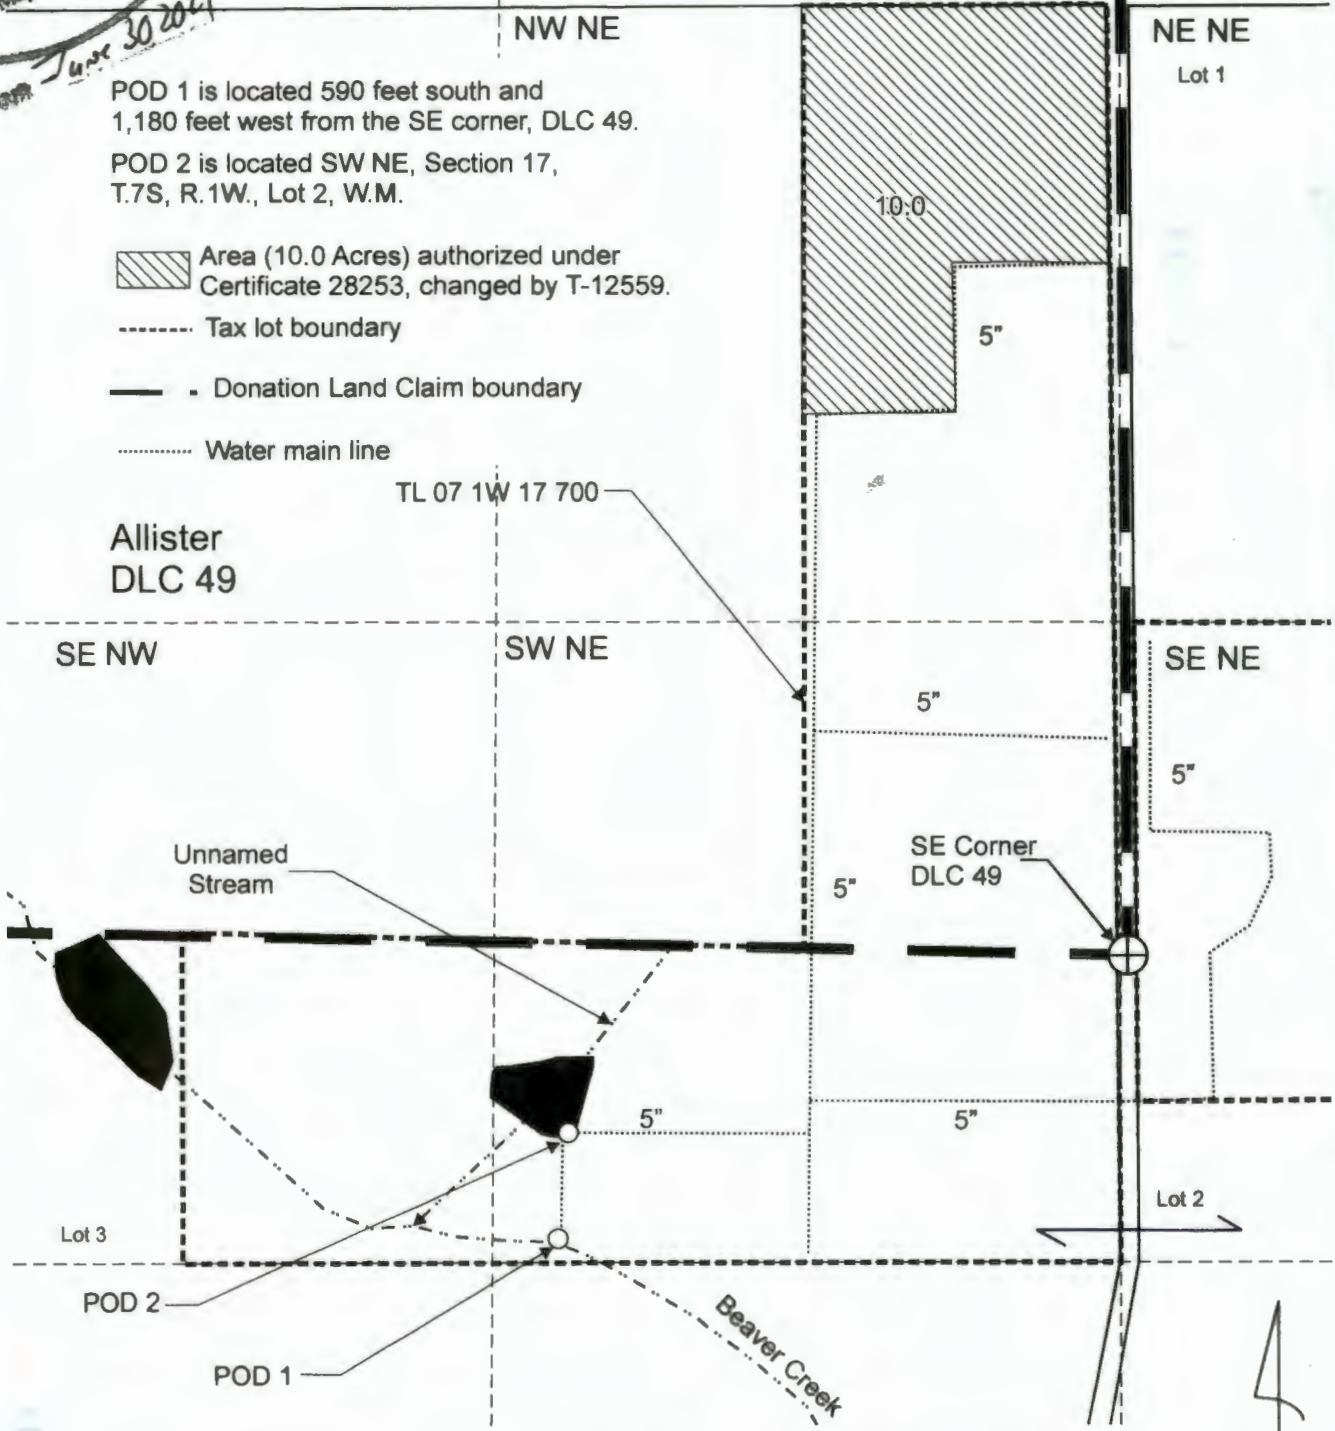 June 30 20
NW NE
NE NE
Lot 1
POD 1 is located 590 feet south and
1,180 feet west from the SE corner, DLC 49.
POD 2 is located SW NE, Section 17,
T.7S, R.1W., Lot 2, W.M.
10.0
Area (10.0 Acres) authorized under
Certificate 28253, changed by T-12559.
Tax lot boundary
5"
Donation Land Claim boundary
Water main line
TL 07 1W 17 700
Allister
DLC 49
SE NW
SW NE
SE NE
5"
5"
Unnamed
Stream
SE Corner
DLC 49
5"
5"
5"
Lot 2
Lot 3
POD 2
POD 1
Beaver Creek